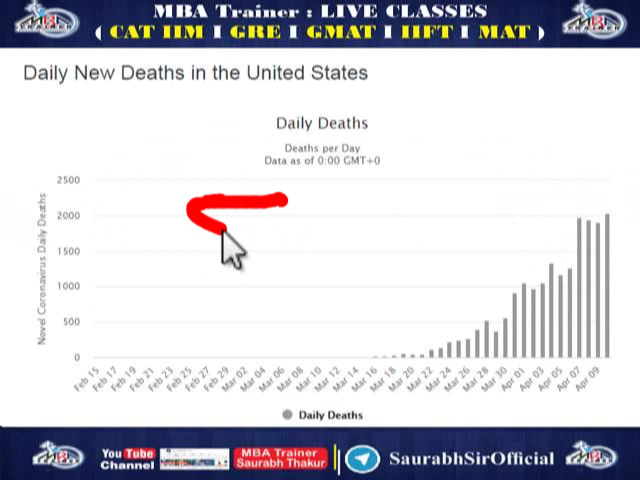 MBA Trainer : LIVE CLASSES
( CAT IIM I GRE I GMAT I IIFT I MAT )
Daily New Deaths in the United States
Daily Deaths
Deaths per Day
Data as of 0:00 GMT+0
Novel Coronavirus Daily Deaths
2500
2000
1500
1000
500
0
Feb 15
Feb 17
Feb 19
Feb 21
Feb 23
Feb 25
Feb 27
Feb 29
Mar 02
Mar 04
Mar 06
Mar 08
Mar 10
Mar 12
Mar 14
Mar 16
Mar 18
Mar 20
Mar 22
Mar 24
Mar 26
Mar 28
Mar 30
Apr 01
Apr 03
Apr 05
Apr 07
Apr 09
Daily Deaths
You Tube
Channel
MBA Trainer
Saurabh Thakur
SaurabhSirOfficial